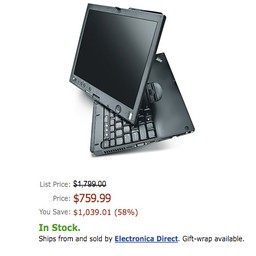 List Price: $1,799.00
Price: $759.99
You Save: $1,039.01 (58%)
In Stock.
Ships from and sold by Electronica Direct. Gift-wrap available.